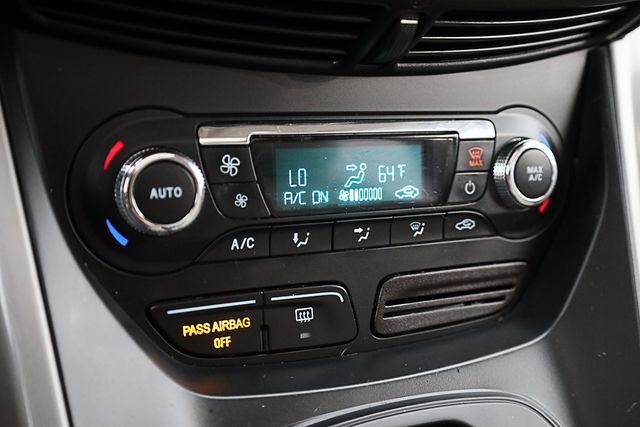 AUTO
LO 64°F
A/C ON
MAX
MAX
A/C
A/C
PASS AIRBAG
OFF